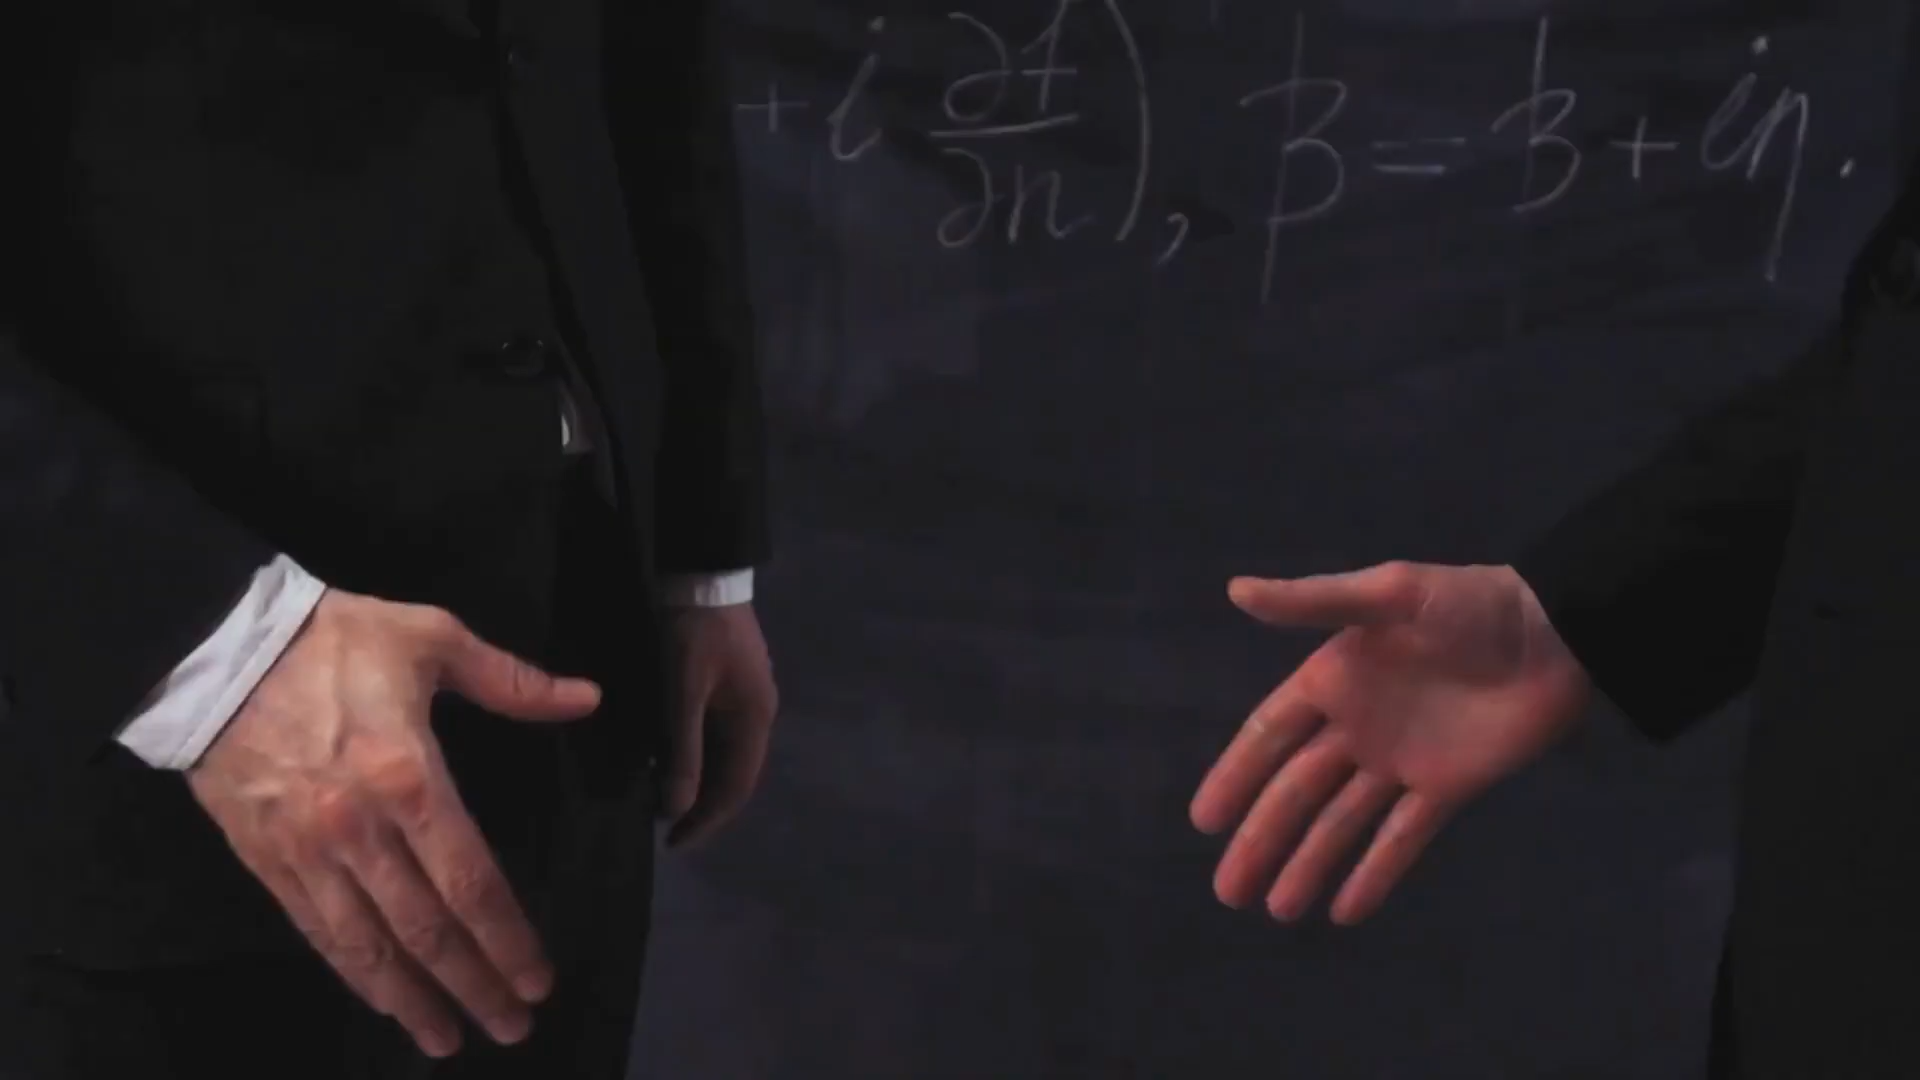 + i ∂f/∂n), β = β + iη.